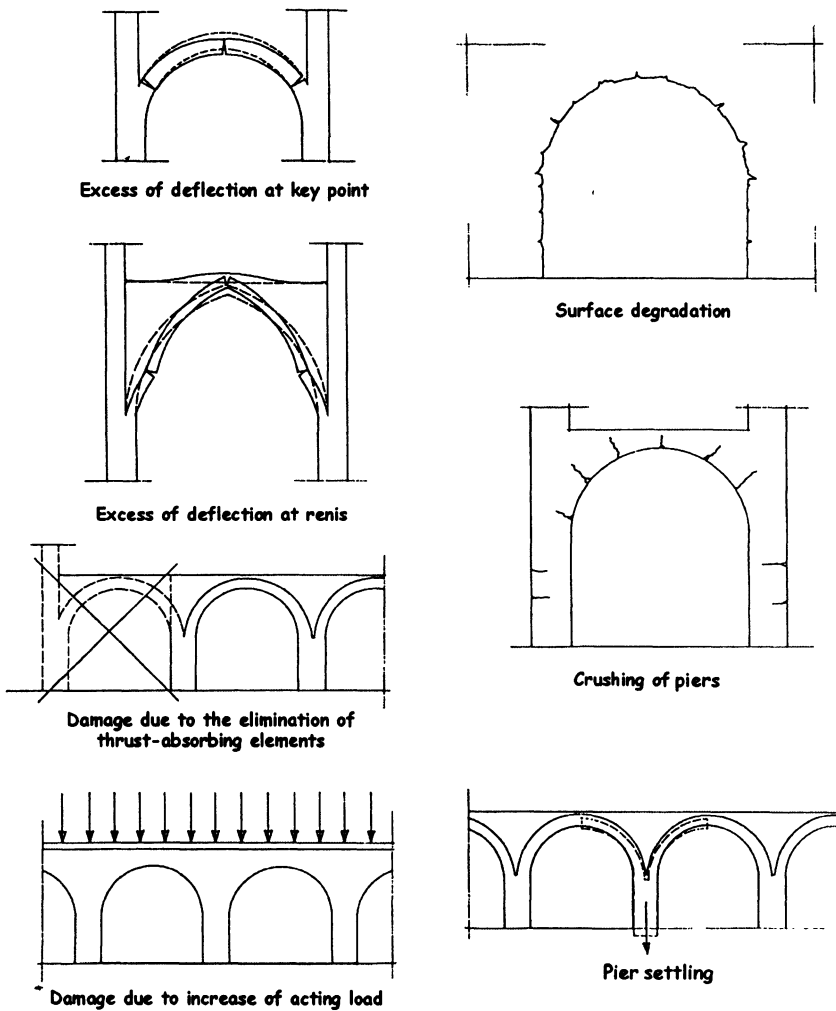 Excess of deflection at key point
Surface degradation
Excess of deflection at renis
Crushing of piers
Damage due to the elimination of
thrust-absorbing elements
Pier settling
Damage due to increase of acting load